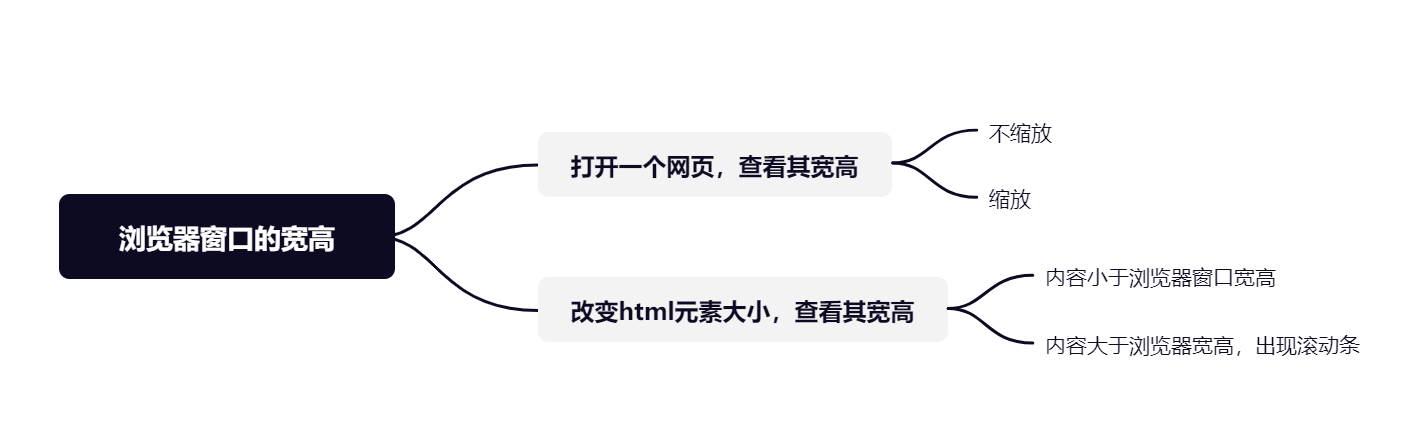 浏览器窗口的宽高
打开一个网页，查看其宽高
不缩放
缩放
改变html元素大小，查看其宽高
内容小于浏览器窗口宽高
内容大于浏览器宽高，出现滚动条